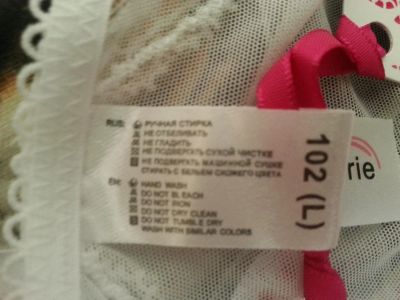 RUS: РУЧНАЯ СТИРКА
НЕ ОТБЕЛИВАТЬ
НЕ ГЛАДИТЬ
НЕ ПОДВЕРГАТЬ СУХОЙ ЧИСТКЕ
НЕ ПОДВЕРГАТЬ МАШИННОЙ СУШКЕ
СТИРАТЬ С БЕЛЬЕМ СХОЖЕГО ЦВЕТА
EN: HAND WASH
DO NOT BLEACH
DO NOT IRON
DO NOT DRY CLEAN
DO NOT TUMBLE DRY
WASH WITH SIMILAR COLORS
102 (L)
rie